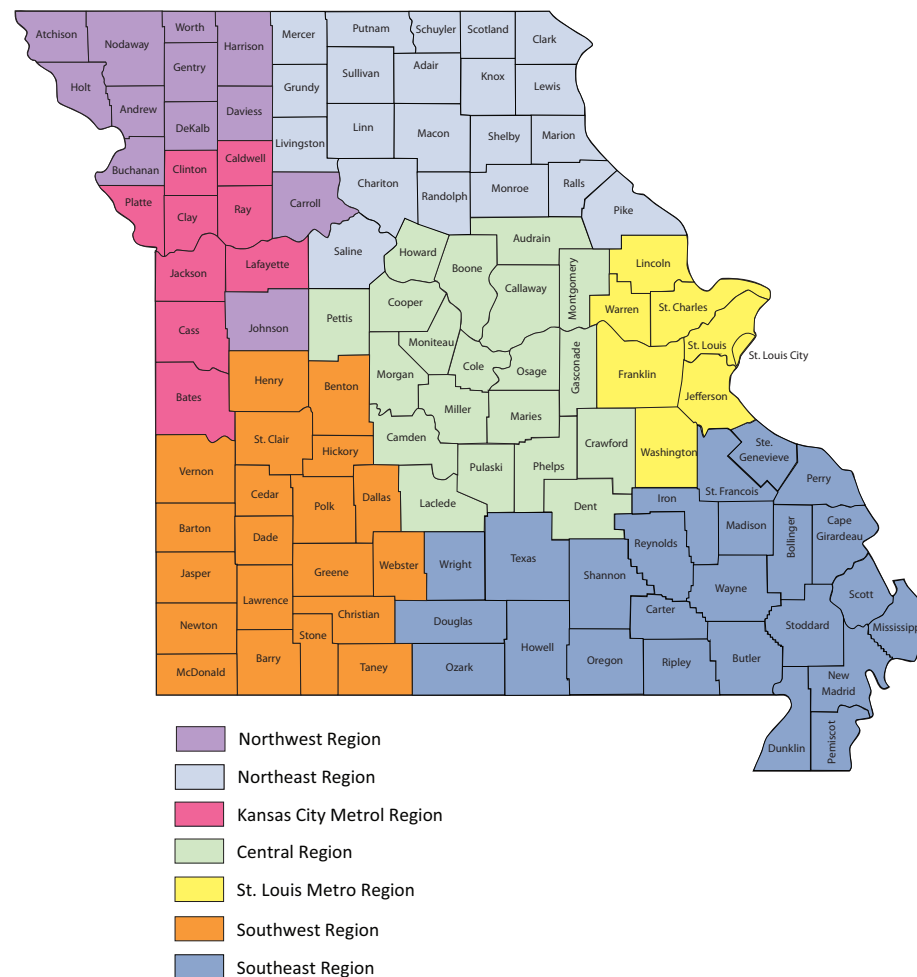 Atchison
Nodaway
Worth
Harrison
Mercer
Putnam
Schuyler
Scotland
Clark
Gentry
Sullivan
Adair
Knox
Lewis
Holt
Grundy
Andrew
DeKalb
Daviess
Livingston
Linn
Macon
Shelby
Marion
Buchanan
Clinton
Caldwell
Chariton
Randolph
Monroe
Ralls
Platte
Clay
Ray
Carroll
Pike
Saline
Howard
Audrain
Jackson
Lafayette
Boone
Callaway
Montgomery
Lincoln
Cooper
Warren
St. Charles
Cass
Johnson
Pettis
Moniteau
St. Louis
St. Louis City
Morgan
Cole
Osage
Gasconade
Franklin
Henry
Benton
Bates
Miller
Maries
Jefferson
St. Clair
Hickory
Camden
Crawford
Washington
Ste.
Genevieve
Vernon
Pulaski
Phelps
Perry
Cedar
Polk
Dallas
Laclede
Dent
Iron
St. Francois
Barton
Dade
Texas
Reynolds
Madison
Bollinger
Cape
Girardeau
Jasper
Greene
Webster
Wright
Shannon
Wayne
Lawrence
Christian
Douglas
Carter
Scott
Newton
Stone
Howell
Stoddard
Mississipp
McDonald
Barry
Taney
Ozark
Oregon
Ripley
Butler
New
Madrid
Dunklin
Pemiscot
Northwest Region
Northeast Region
Kansas City Metrol Region
Central Region
St. Louis Metro Region
Southwest Region
Southeast Region